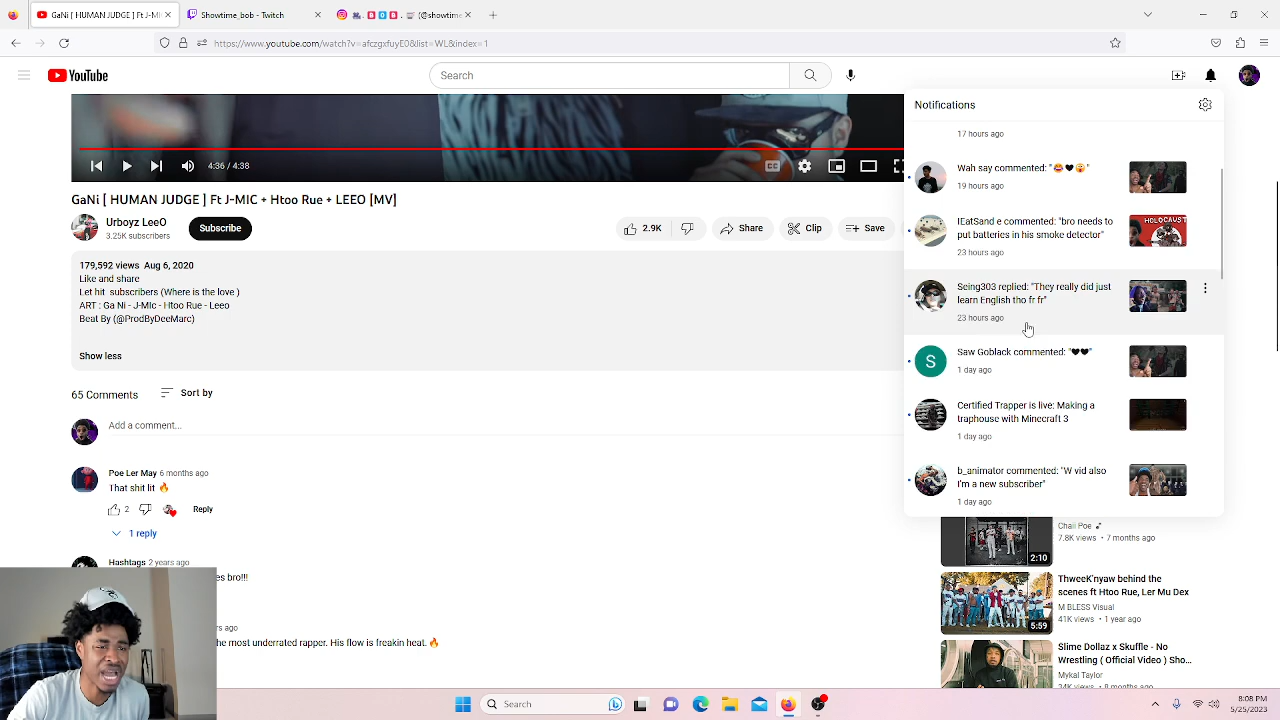 GaNi [ HUMAN JUDGE ] Ft J-MI
Twitch
https://www.youtube.com/watch?v=afczgxfuyE0&list=WL&index=1
YouTube
Search
Notifications
17 hours ago
Wah say commented: "😂🖤😱"
19 hours ago
IEatSand e commented: "bro needs to
put batteries in his smoke detector"
23 hours ago
HOLOCAUST
Seing303 replied: "They really did just
learn English tho fr fr"
23 hours ago
Saw Goblack commented: "🖤🖤"
S
1 day ago
Certified Trapper is live: Making a
traphouse with Minecraft 3
1 day ago
b_animator commented: "W vid also
I'm a new subscriber"
1 day ago
4:36 / 4:38
CC
GaNi [ HUMAN JUDGE ] Ft J-MIC + Htoo Rue + LEEO [MV]
Urboyz LeeO
3.25K subscribers
Subscribe
2.9K
Share
Clip
Save
179,592 views Aug 6, 2020
Like and share
Let hit subscribers (Where is the love )
ART : Ga Ni - J-MIc - Htoo Rue - Leeo
Beat By (@ProdByDeeMarc)
Show less
65 Comments
Sort by
Add a comment...
Poe Ler May 6 months ago
That shit lit 🔥
2
Reply
1 reply
Hashtags 2 years ago
es bro!!!
rs ago
he most underrated rapper. His flow is freakin heat. 🔥
2:10
7.8K views • 7 months ago
5:59
Thxvnder - Behind the
scenes ft Htoo Rue, Ler Mu Dex
M BLESS Visual
41K views • 1 year ago
Slime Dollaz x Skuffle - No
Wrestling ( Official Video ) Sho...
Mykal Taylor
Search
8:08 PM
5/25/2023